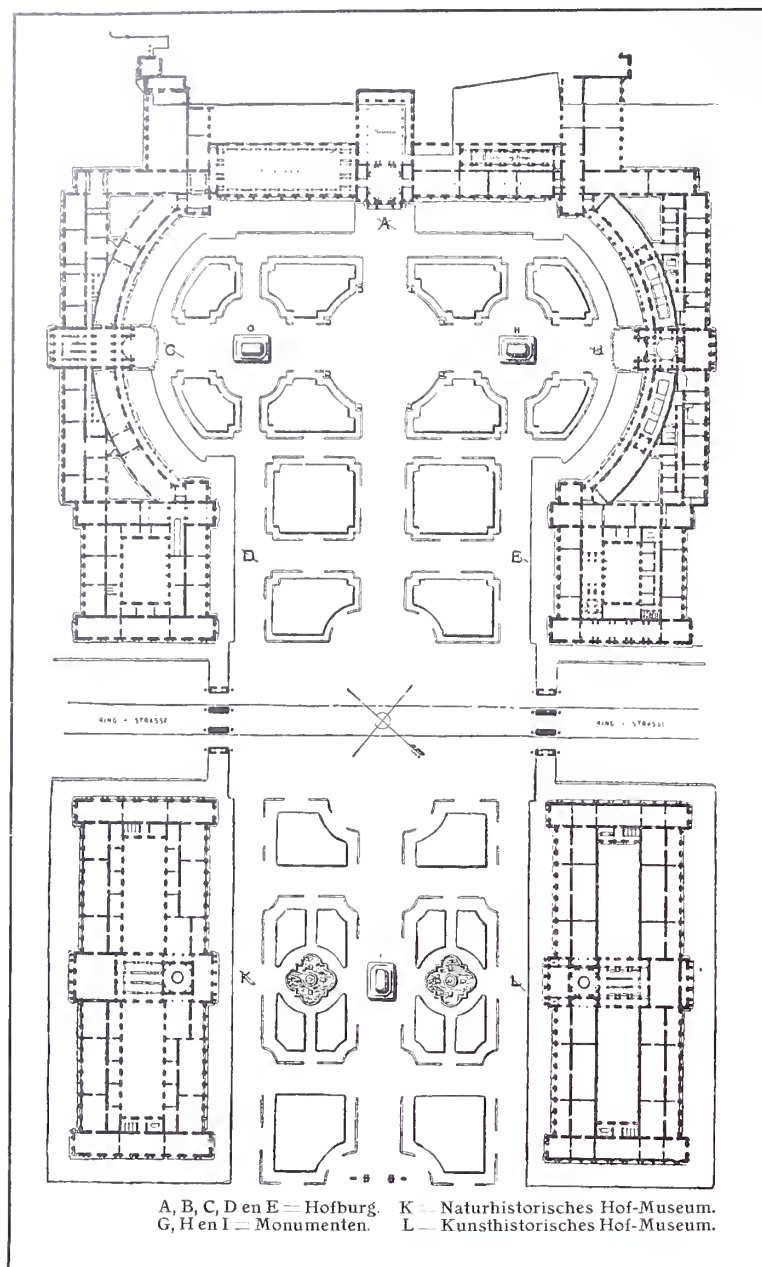 A
G H
C B
D E
RING - STRASSE RING - STRASSE
I
K
A, B, C, D en E = Hofburg. K = Naturhistorisches Hof-Museum.
G, H en I = Monumenten. L = Kunsthistorisches Hof-Museum.